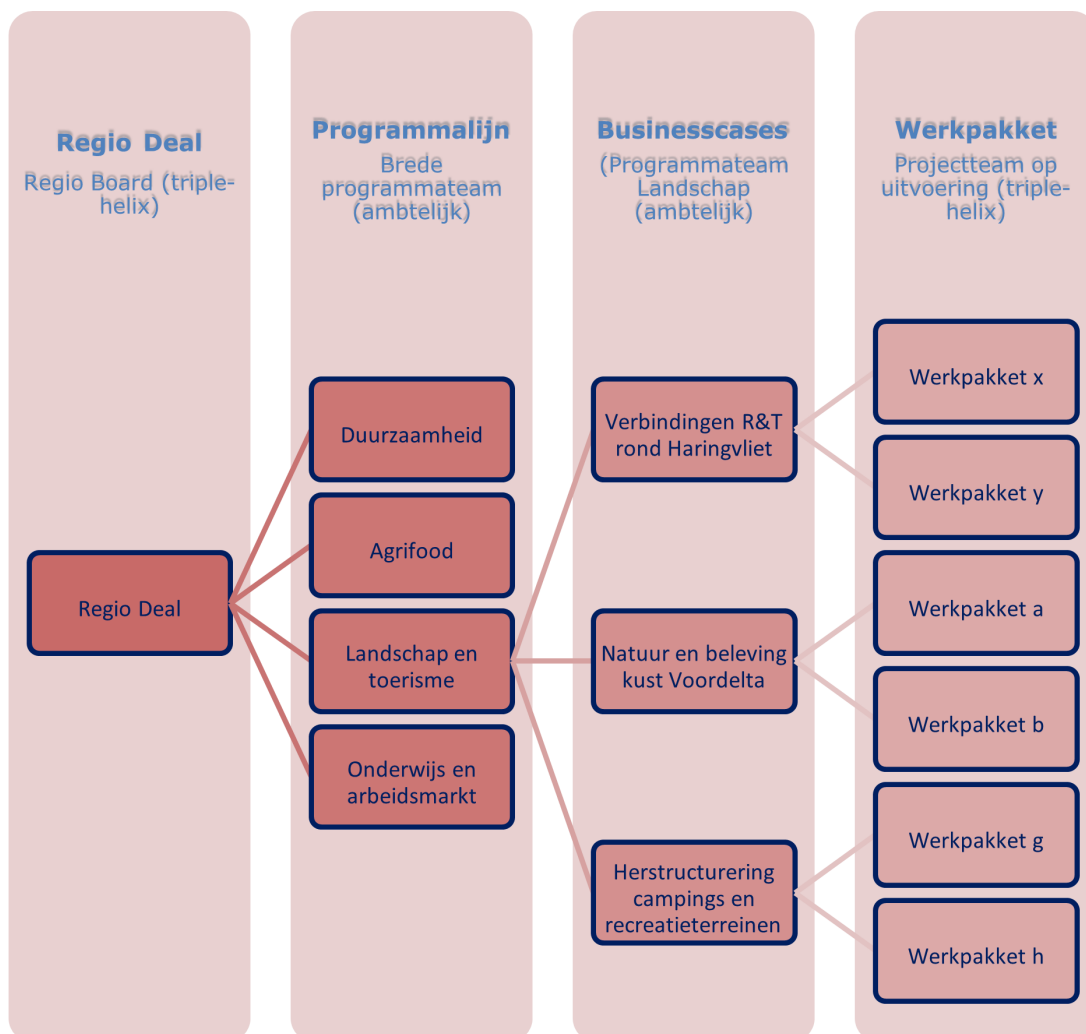 Regio Deal
Regio Board (triple-
helix)
Programmalijn
Brede
programmateam
(ambtelijk)
Businesscases
(Programmateam
Landschap
(ambtelijk)
Werkpakket
Projectteam op
uitvoering (triple-
helix)
Regio Deal
Duurzaamheid
Agrifood
Landschap en
toerisme
Onderwijs en
arbeidsmarkt
Verbindingen R&T
rond Haringvliet
Natuur en beleving
kust Voordelta
Herstructurering
campings en
recreatieterreinen
Werkpakket x
Werkpakket y
Werkpakket a
Werkpakket b
Werkpakket g
Werkpakket h